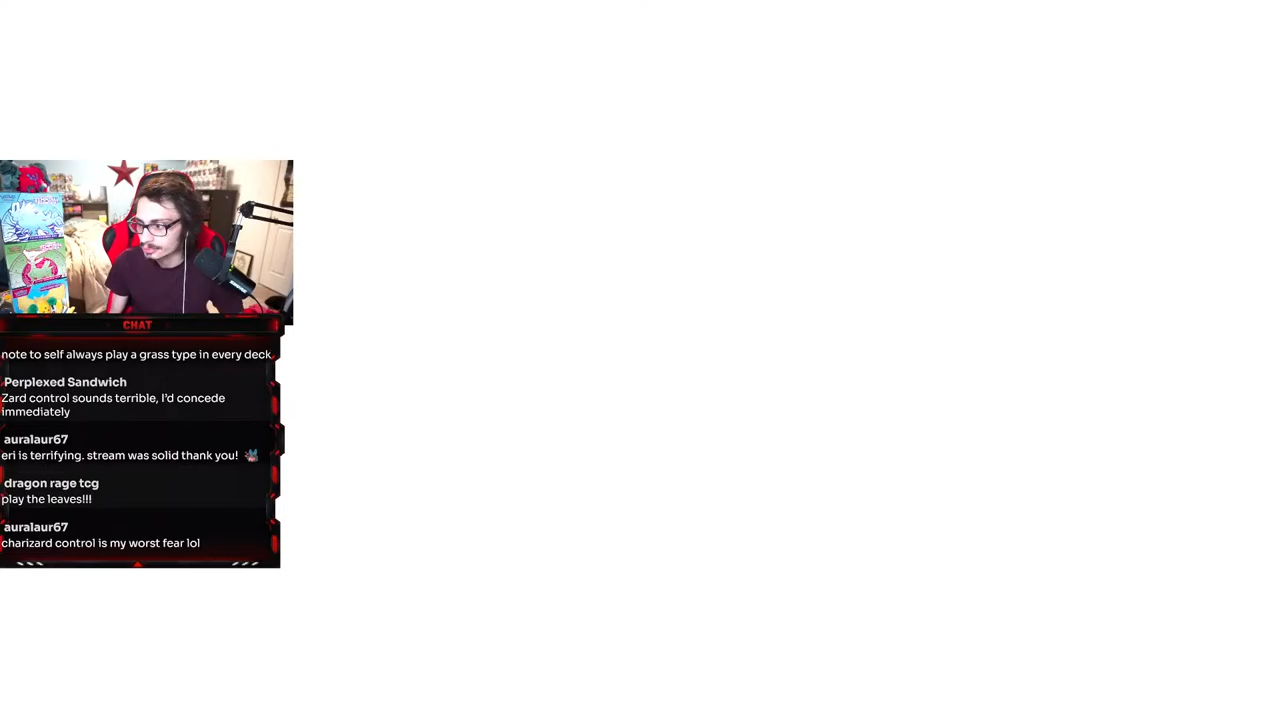 CHAT
note to self always play a grass type in every deck
Perplexed Sandwich
Zard control sounds terrible, I’d concede
immediately
auralaur67
eri is terrifying. stream was solid thank you!
dragon rage tcg
play the leaves!!!
auralaur67
charizard control is my worst fear lol